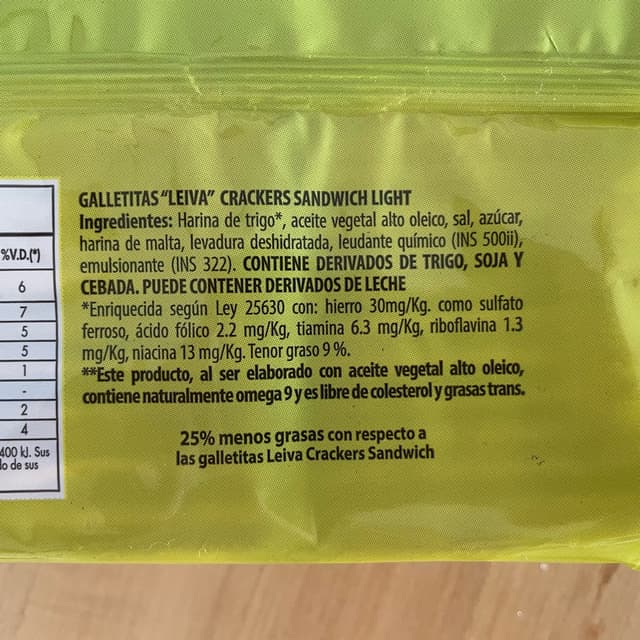 %V.D.(*)
6
7
5
5
1
-
2
4
400 kJ. Sus
do de sus
GALLETITAS “LEIVA” CRACKERS SANDWICH LIGHT
Ingredientes: Harina de trigo*, aceite vegetal alto oleico, sal, azúcar,
harina de malta, levadura deshidratada, leudante químico (INS 500ii),
emulsionante (INS 322). CONTIENE DERIVADOS DE TRIGO, SOJA Y
CEBADA. PUEDE CONTENER DERIVADOS DE LECHE
*Enriquecida según Ley 25630 con: hierro 30mg/Kg. como sulfato
ferroso, ácido fólico 2.2 mg/Kg, tiamina 6.3 mg/Kg, riboflavina 1.3
mg/Kg, niacina 13 mg/Kg. Tenor graso 9 %.
**Este producto, al ser elaborado con aceite vegetal alto oleico,
contiene naturalmente omega 9 y es libre de colesterol y grasas trans.
25% menos grasas con respecto a
las galletitas Leiva Crackers Sandwich